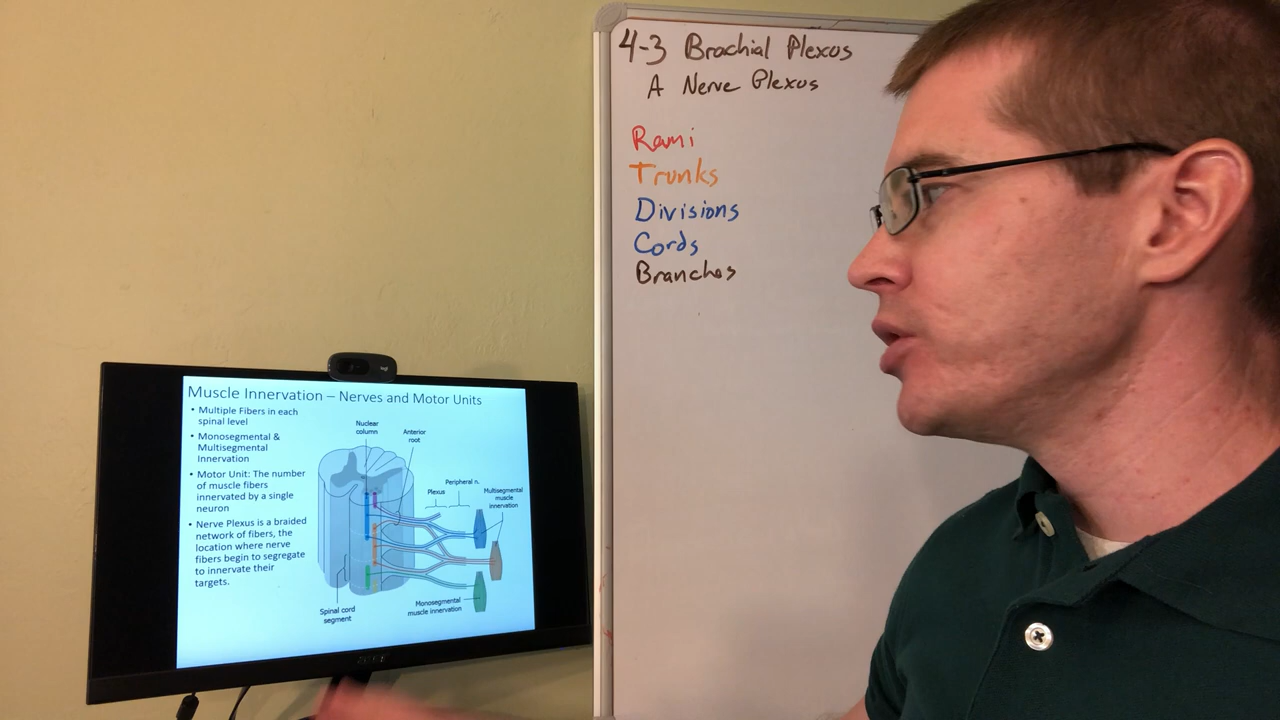 4-3 Brachial Plexus
A Nerve Plexus
Rami
Trunks
Divisions
Cords
Branches
Muscle Innervation – Nerves and Motor Units
• Multiple Fibers in each
spinal level
• Monosegmental &
Multisegmental
Innervation
• Motor Unit: The number
of muscle fibers
innervated by a single
neuron
• Nerve Plexus is a braided
network of fibers, the
location where nerve
fibers begin to segregate
to innervate their
targets.
Nuclear
column
Anterior
root
Peripheral n.
Plexus
Multisegmental
muscle
innervation
Spinal cord
segment
Monosegmental
muscle innervation
acer